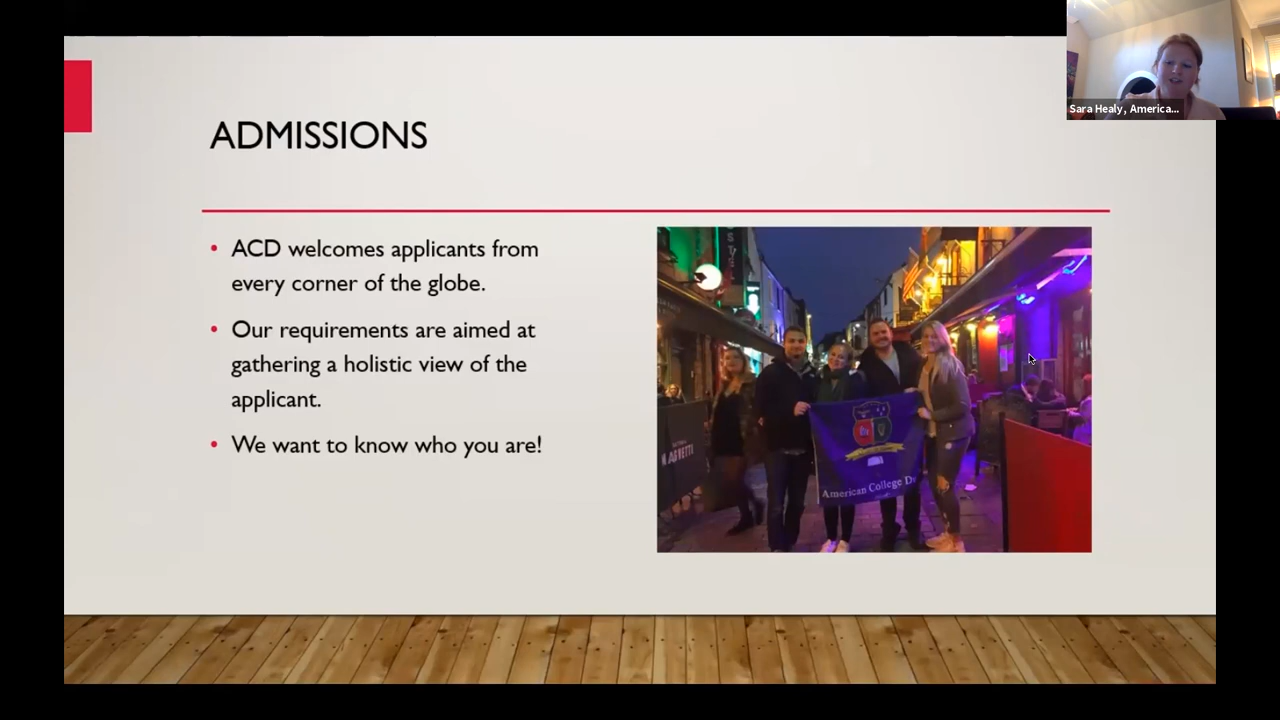 Sara Healy, America...
ADMISSIONS
• ACD welcomes applicants from
every corner of the globe.
• Our requirements are aimed at
gathering a holistic view of the
applicant.
• We want to know who you are!
American College Du